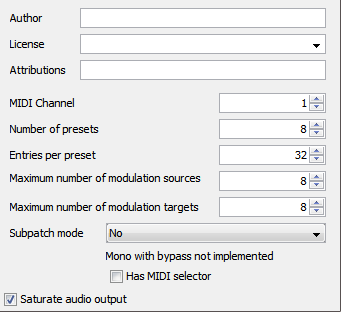 Author
License
Attributions
MIDI Channel 1
Number of presets 8
Entries per preset 32
Maximum number of modulation sources 8
Maximum number of modulation targets 8
Subpatch mode No
Mono with bypass not implemented
Has MIDI selector
Saturate audio output